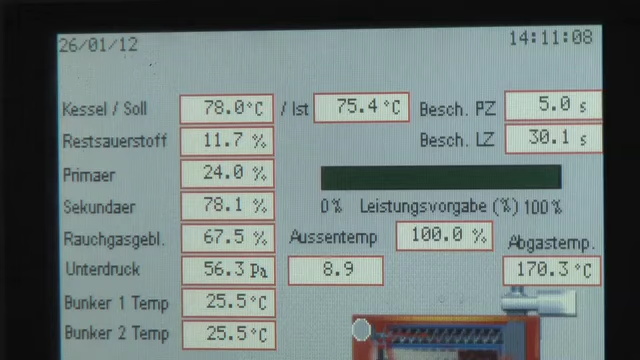 26/01/12 14:11:08
Kessel / Soll 78.0°C / Ist 75.4°C Besch. PZ 5.0 s
Restsauerstoff 11.7 % Besch. LZ 30.1 s
Primaer 24.0 %
Sekundaer 78.1 % 0% Leistungsvorgabe (%) 100%
Rauchgasgebl. 67.5 % Aussentemp 100.0 % Abgastemp.
Unterdruck 56.3 Pa 8.9 170.3 °C
Bunker 1 Temp 25.5°C
Bunker 2 Temp 25.5°C